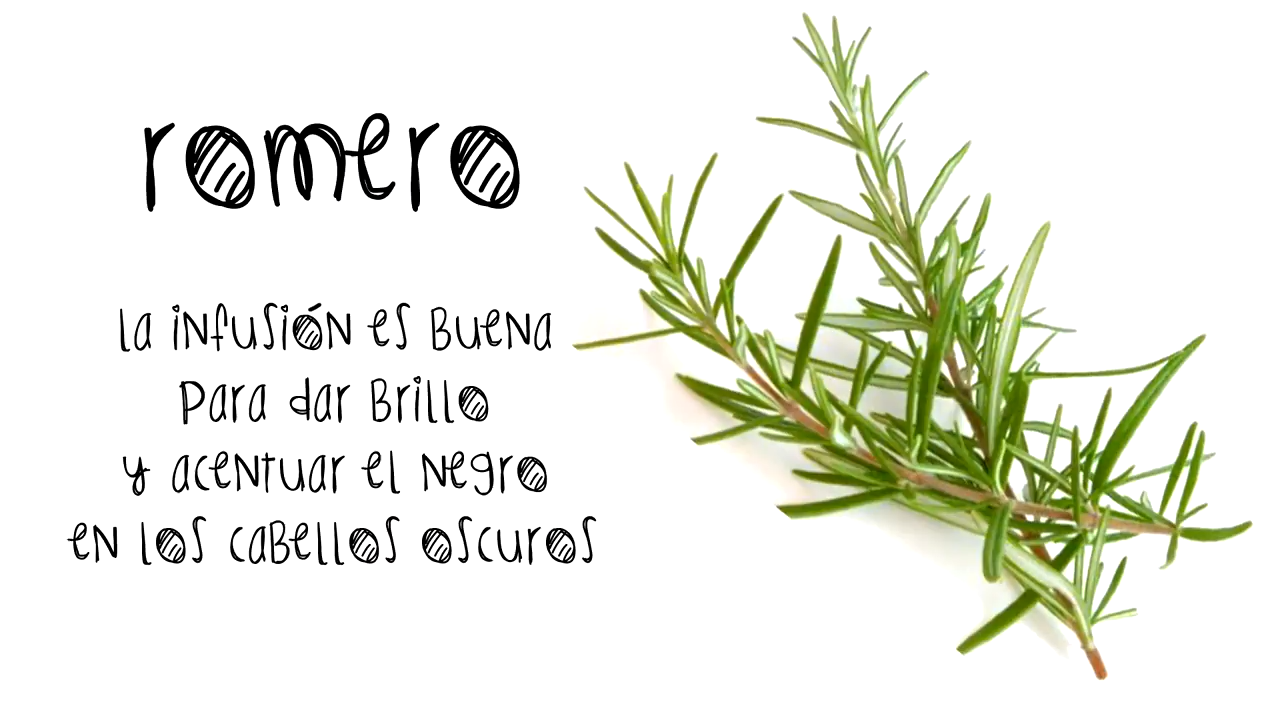 romero
la infusión es buena
para dar brillo
y acentuar el negro
en los cabellos oscuros